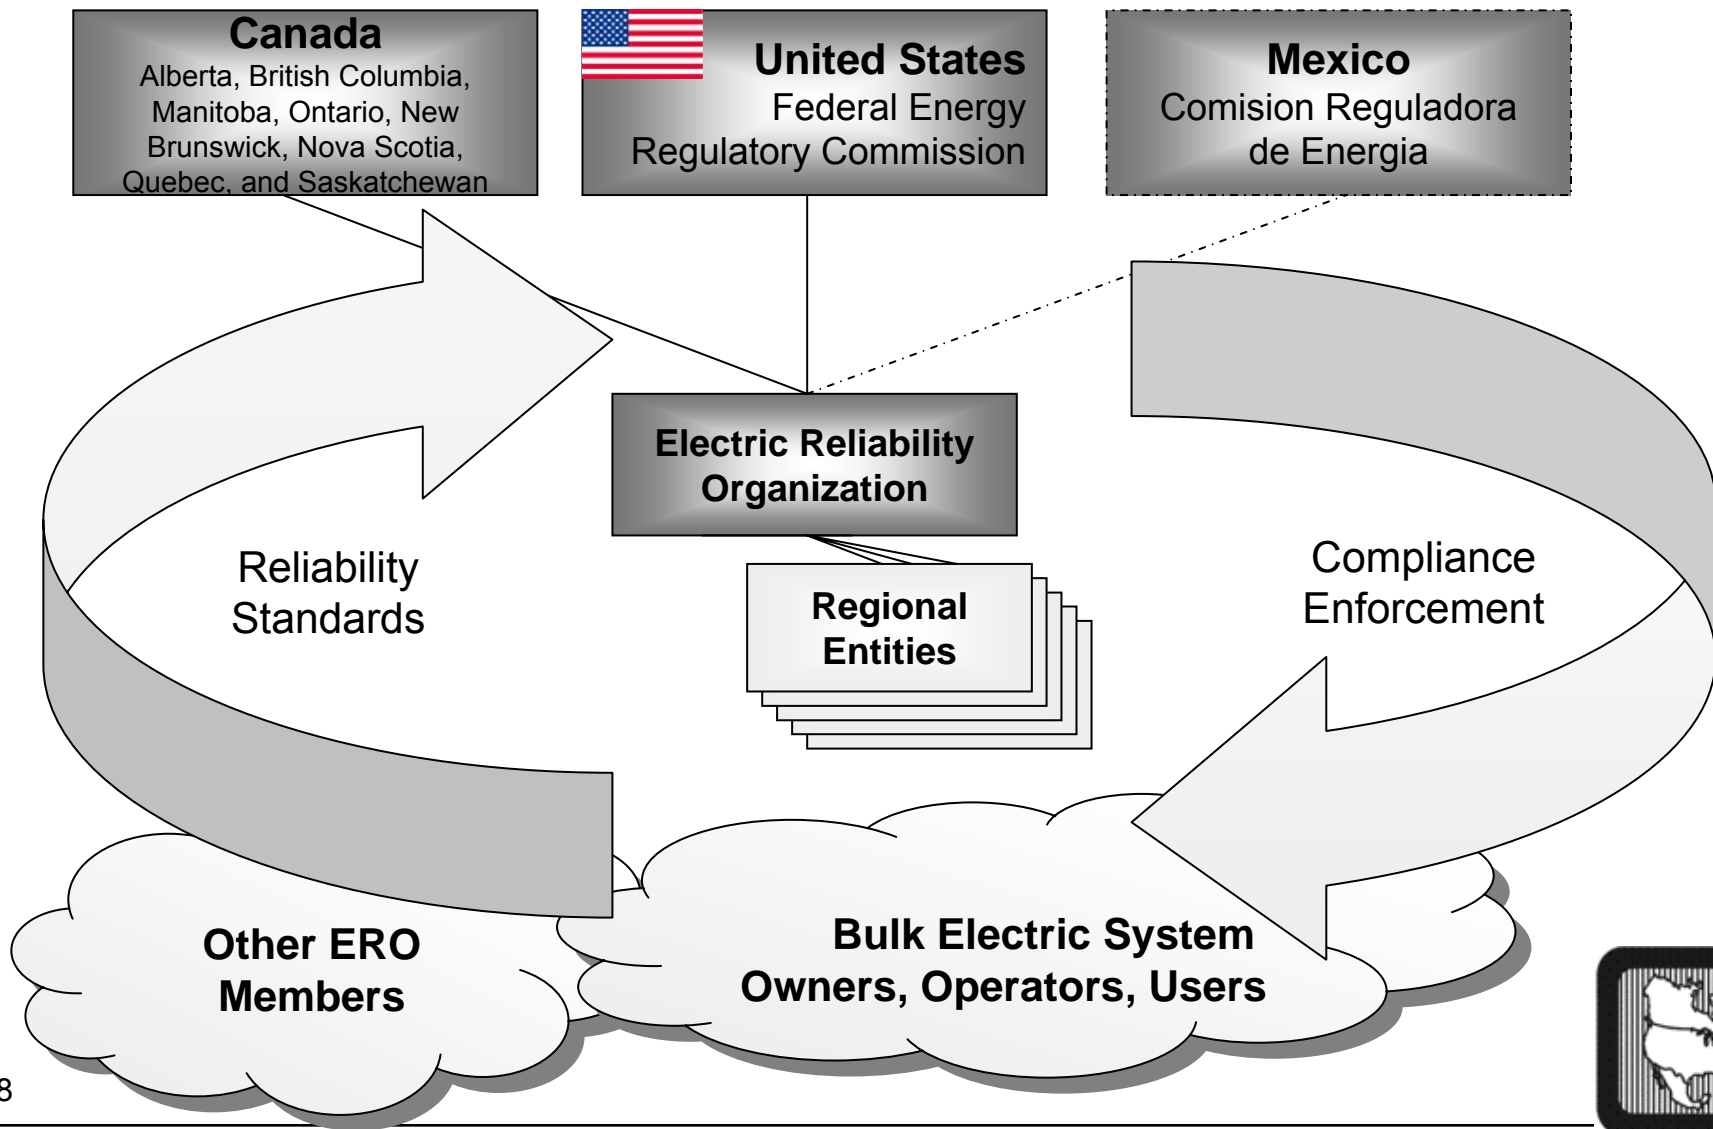 Canada
Alberta, British Columbia,
Manitoba, Ontario, New
Brunswick, Nova Scotia,
Quebec, and Saskatchewan
United States
Federal Energy
Regulatory Commission
Mexico
Comision Reguladora
de Energia
Electric Reliability
Organization
Reliability
Standards
Regional
Entities
Compliance
Enforcement
Other ERO
Members
Bulk Electric System
Owners, Operators, Users
8